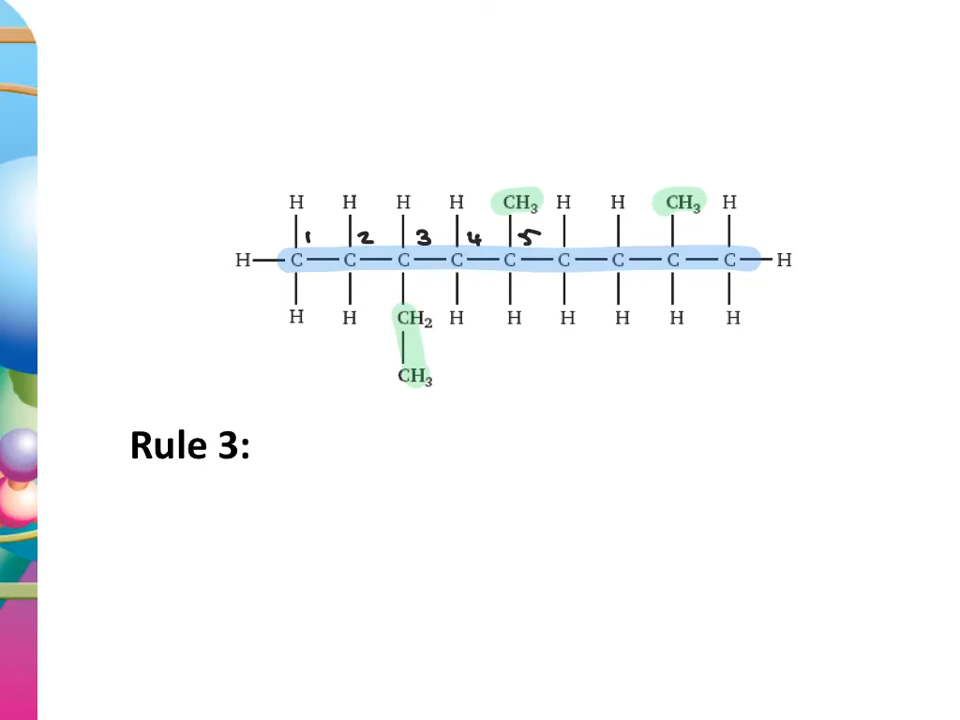 H H H H CH₃ H H CH₃ H
1 2 3 4 5
H C C C C C C C C C H
H H CH₂ H H H H H H
CH₃
Rule 3: